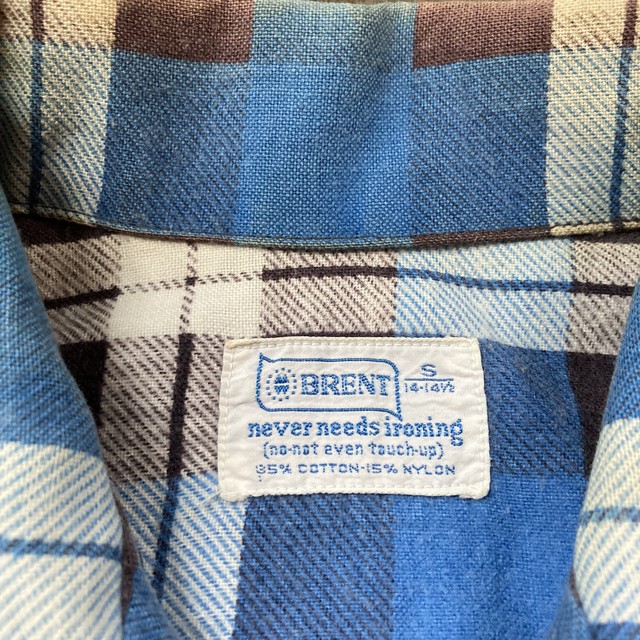 BRENT S
14-14½
never needs ironing
(no-not even touch-up)
85% COTTON·15% NYLON